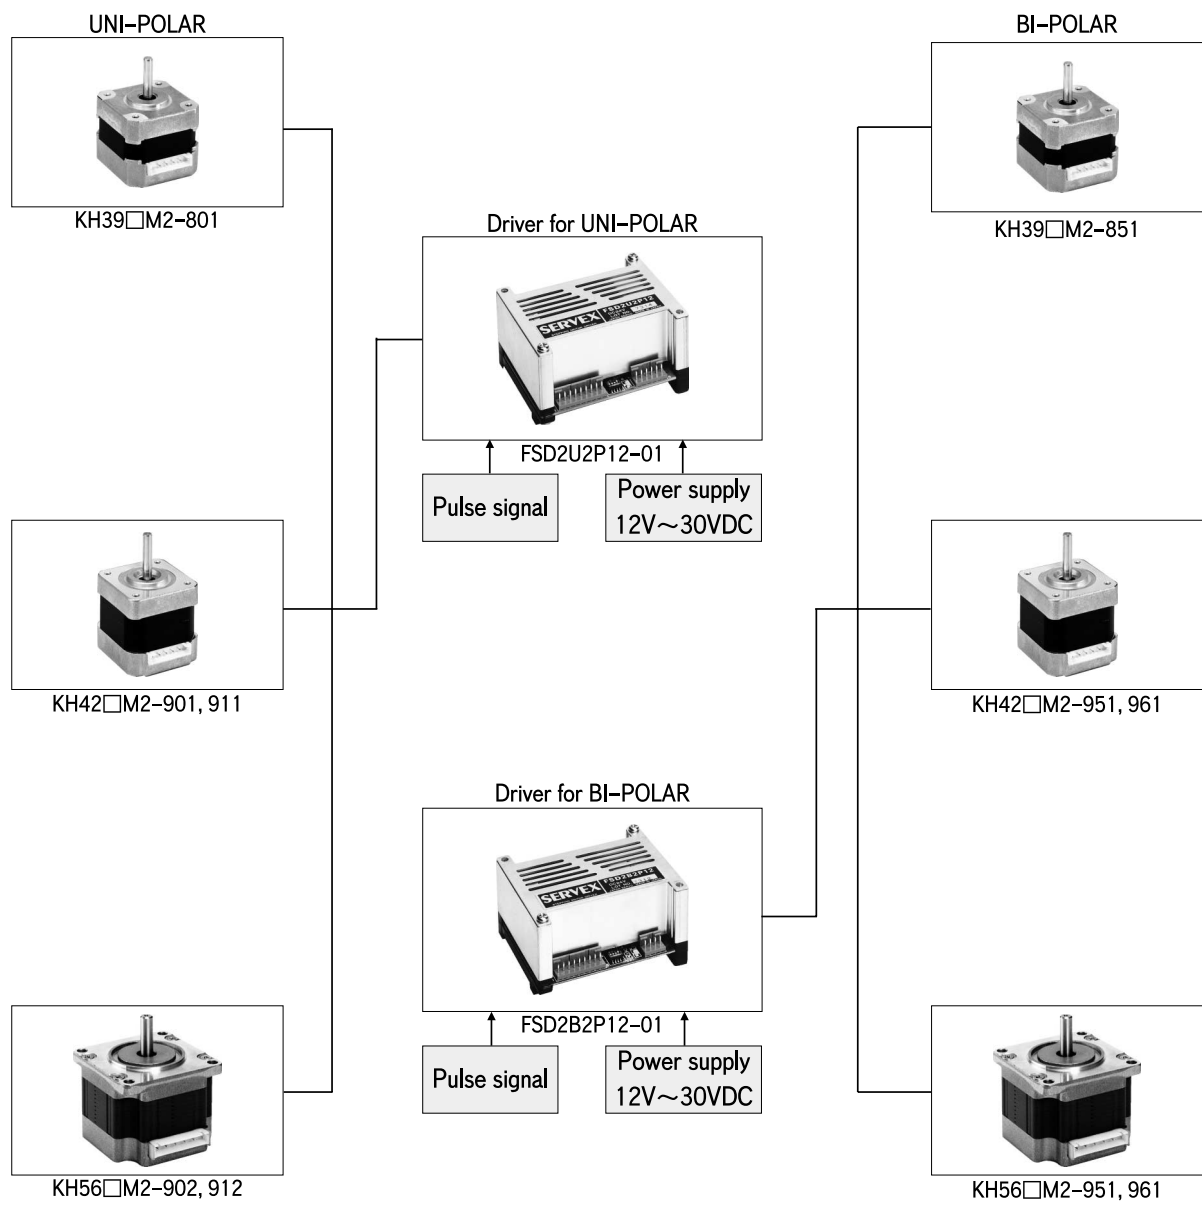 UNI-POLAR
BI-POLAR
KH39□M2-801
KH39□M2-851
Driver for UNI-POLAR
SERVEX
FSD2U2P12
FSD2U2P12-01
Pulse signal
Power supply
12V~30VDC
KH42□M2-901, 911
KH42□M2-951, 961
Driver for BI-POLAR
SERVEX
FSD2B2P12
FSD2B2P12-01
Pulse signal
Power supply
12V~30VDC
KH56□M2-902, 912
KH56□M2-951, 961